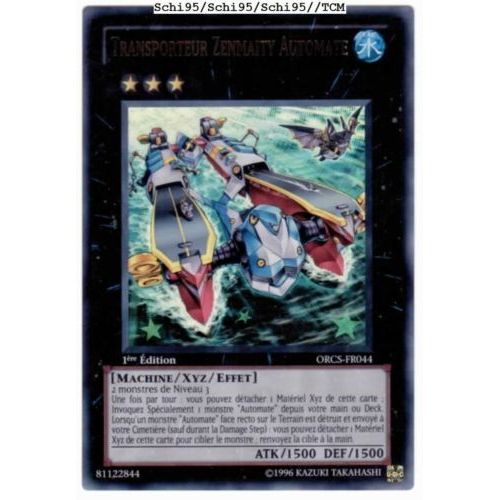 Schi95/Schi95/Schi95//TCM
Transporteur Zenmaity Automate
水
1ère Édition
ORCS-FR044
[Machine/Xyz/Effet]
2 monstres de Niveau 3
Une fois par tour : vous pouvez détacher 1 Matériel Xyz de cette carte ;
Invoquez Spécialement 1 monstre "Automate" depuis votre main ou Deck.
Lorsqu'un monstre "Automate" face recto sur le Terrain est détruit et envoyé à
votre Cimetière (sauf durant la Damage Step) : vous pouvez détacher 1 Matériel
Xyz de cette carte pour cibler le monstre ; renvoyez la cible à la main.
ATK/1500 DEF/1500
81122844
©1996 KAZUKI TAKAHASHI